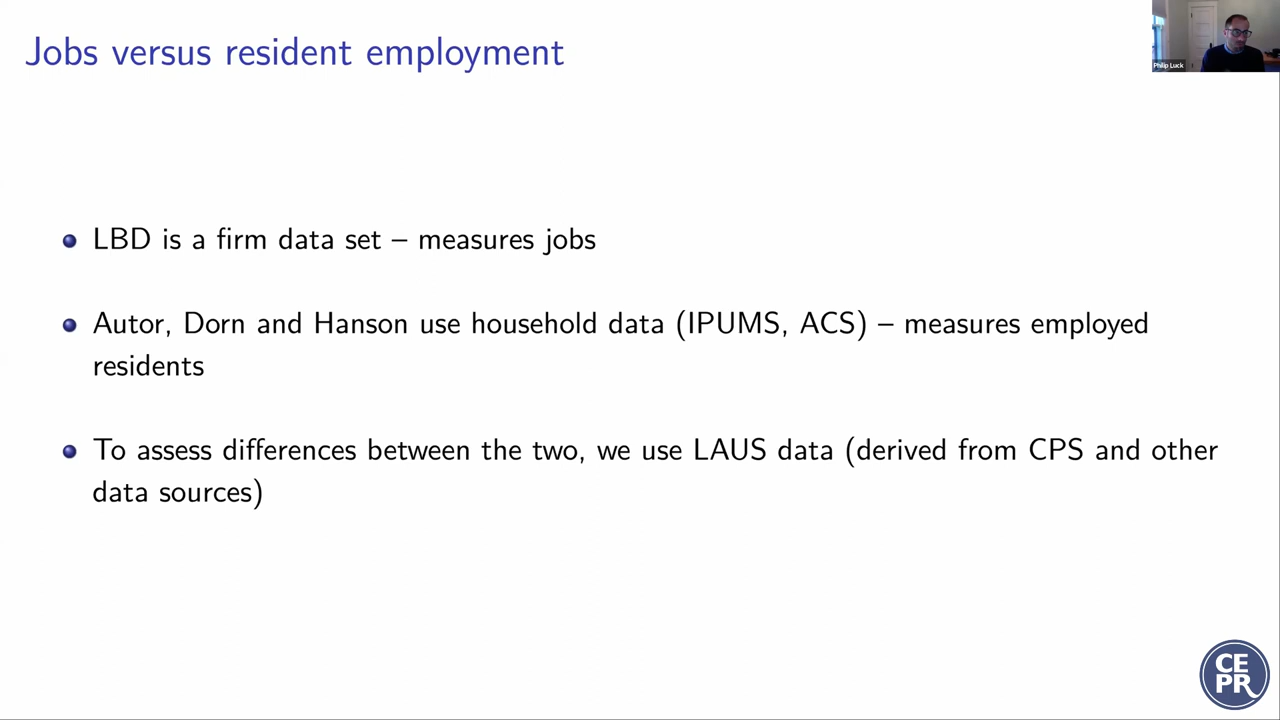 Jobs versus resident employment
Philip Luck
LBD is a firm data set – measures jobs
Autor, Dorn and Hanson use household data (IPUMS, ACS) – measures employed
residents
To assess differences between the two, we use LAUS data (derived from CPS and other
data sources)
CE
PR